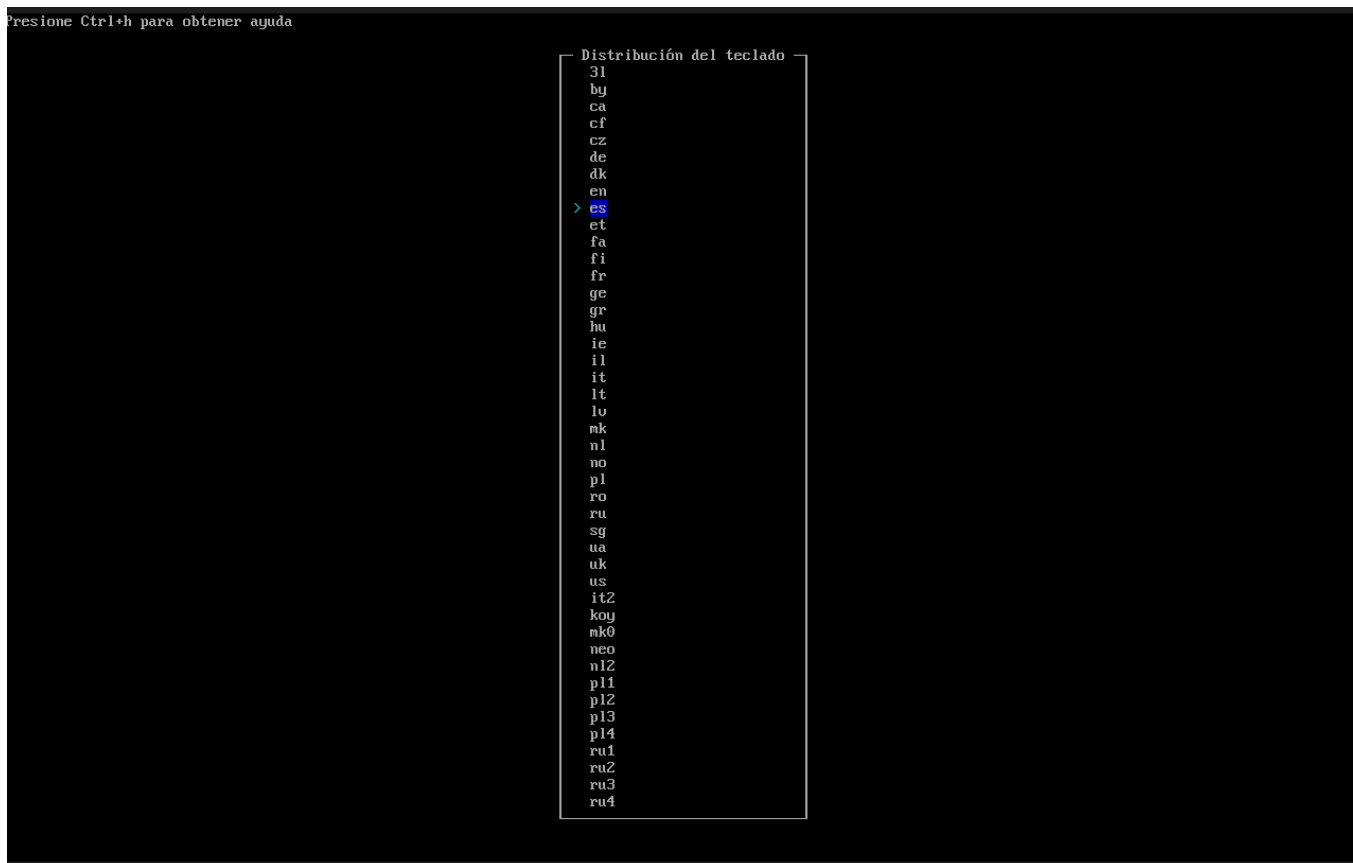 Presione Ctrl+h para obtener ayuda
Distribución del teclado
3l
by
ca
cf
cz
de
dk
en
> es
et
fa
fi
fr
ge
gr
hu
ie
il
it
lt
lv
mk
nl
no
pl
ro
ru
sg
ua
uk
us
it2
koy
mk0
neo
nl2
pl1
pl2
pl3
pl4
ru1
ru2
ru3
ru4